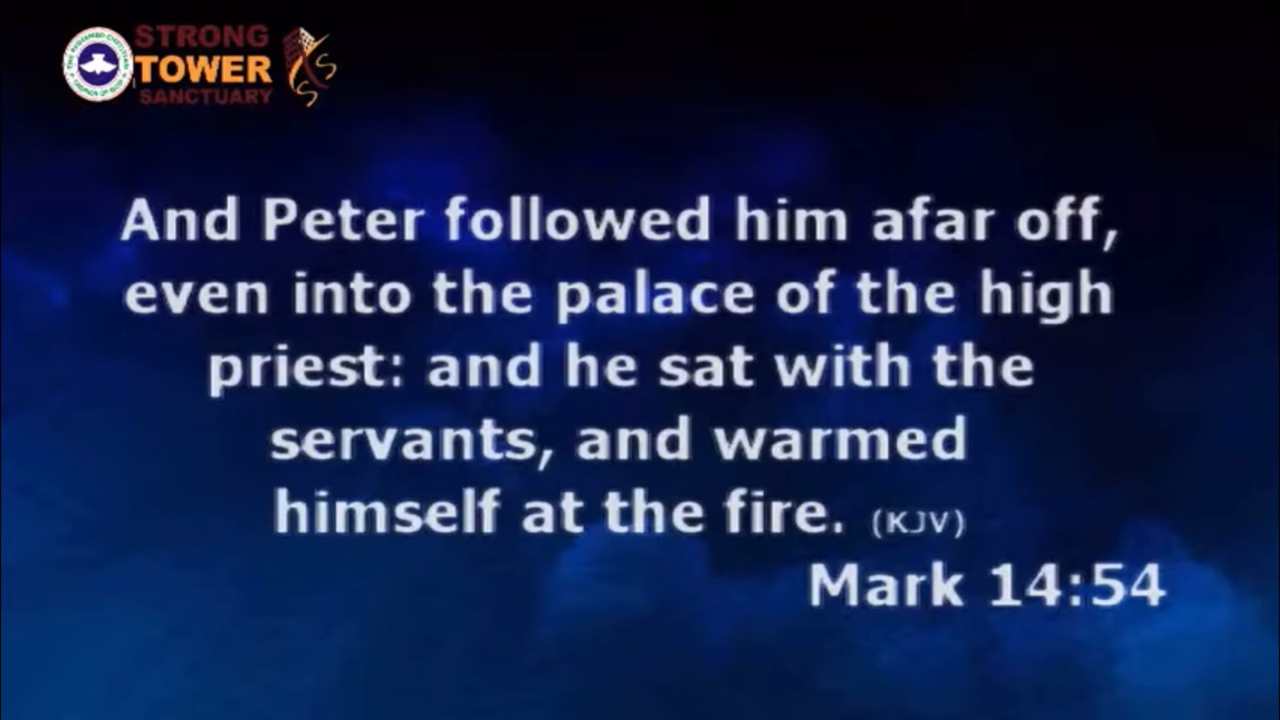 STRONG
TOWER
SANCTUARY
And Peter followed him afar off,
even into the palace of the high
priest: and he sat with the
servants, and warmed
himself at the fire. (KJV)
Mark 14:54